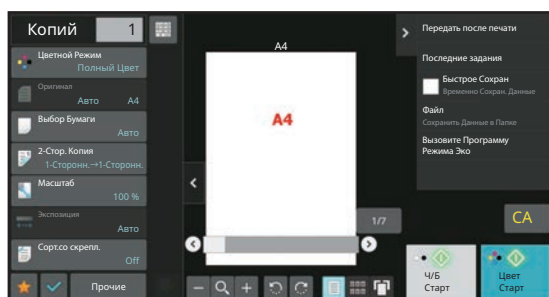 Копий 1
Цветной Режим
Полный Цвет
Оригинал
Авто A4
Выбор Бумаги
Авто
2-Стор. Копия
1-Сторонн.→1-Сторонн.
Масштаб
100 %
Экспозиция
Авто
Сорт.со скрепл.
Off
Прочие
A4
A4
1/7
Передать после печати
Последние задания
Быстрое Сохран
Временно Сохран. Данные
Файл
Сохранить Данные в Папке
Вызовите Программу
Режима Эко
CA
Ч/Б
Старт
Цвет
Старт